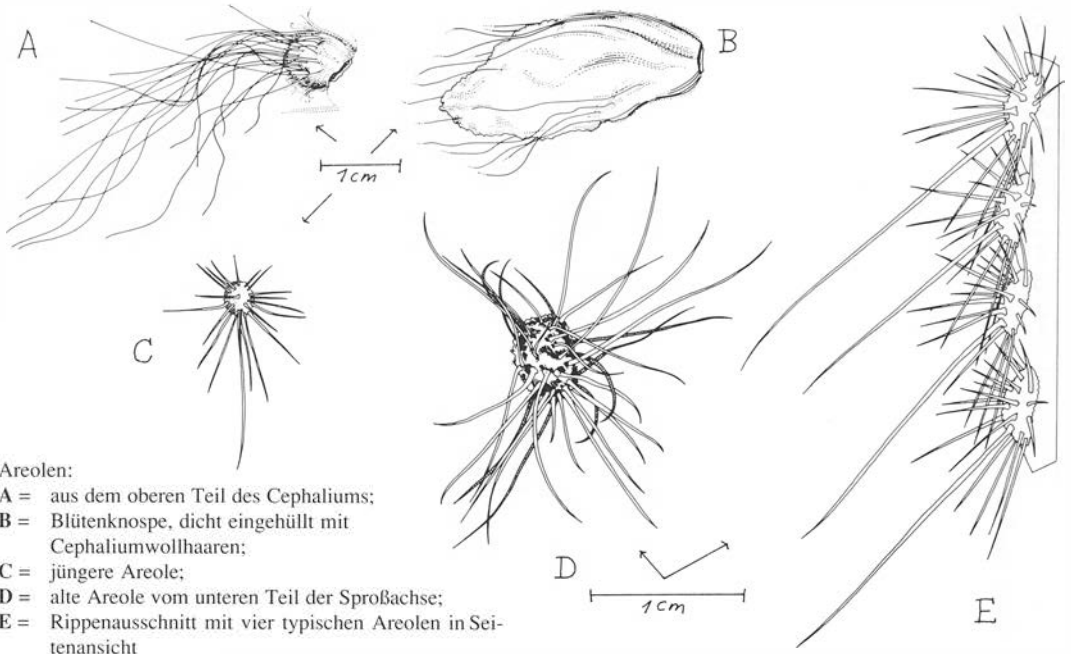 A
B
1cm
C
D
1cm
E
Areolen:
A = aus dem oberen Teil des Cephaliums;
B = Blütenknospe, dicht eingehüllt mit
Cephaliumwollhaaren;
C = jüngere Areole;
D = alte Areole vom unteren Teil der Sproßachse;
E = Rippenausschnitt mit vier typischen Areolen in Sei-
tenansicht